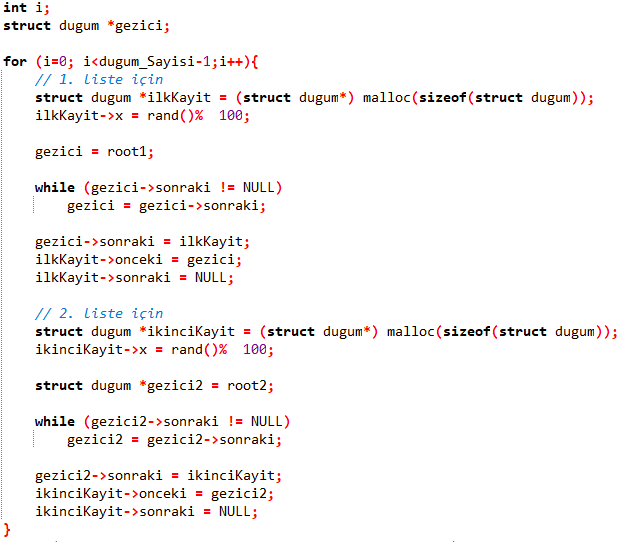 int i;
struct dugum *gezici;
for (i=0; i<dugum_Sayisi-1;i++){
// 1. liste için
struct dugum *ilkKayit = (struct dugum*) malloc(sizeof(struct dugum));
ilkKayit->x = rand()%  100;
gezici = root1;
while (gezici->sonraki != NULL)
gezici = gezici->sonraki;
gezici->sonraki = ilkKayit;
ilkKayit->onceki = gezici;
ilkKayit->sonraki = NULL;
// 2. liste için
struct dugum *ikinciKayit = (struct dugum*) malloc(sizeof(struct dugum));
ikinciKayit->x = rand()%  100;
struct dugum *gezici2 = root2;
while (gezici2->sonraki != NULL)
gezici2 = gezici2->sonraki;
gezici2->sonraki = ikinciKayit;
ikinciKayit->onceki = gezici2;
ikinciKayit->sonraki = NULL;
}